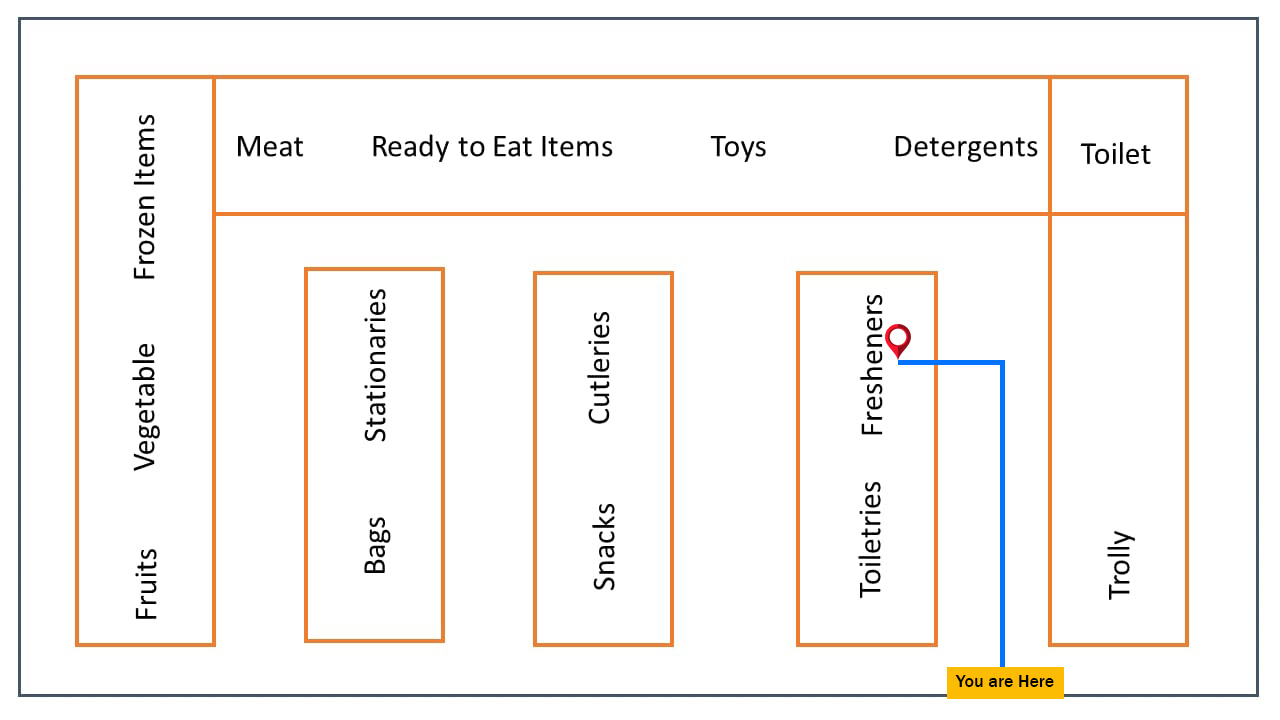 Meat
Ready to Eat Items
Toys
Detergents
Toilet
Frozen Items
Vegetable
Fruits
Stationaries
Bags
Cutleries
Snacks
Fresheners
Toiletries
Trolly
You are Here